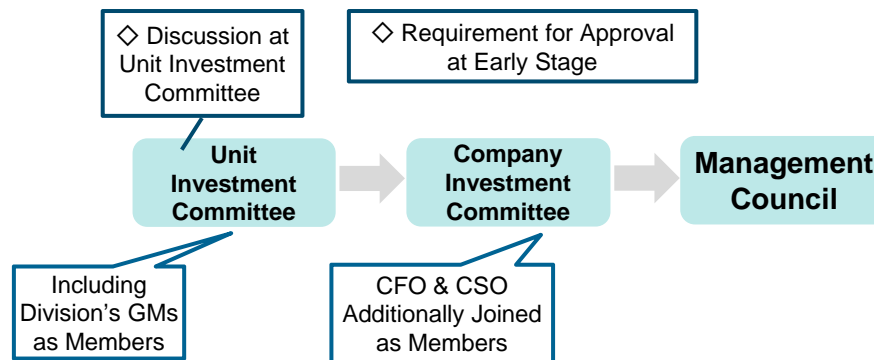 ◇ Discussion at
Unit Investment
Committee
◇ Requirement for Approval
at Early Stage
Unit
Investment
Committee
Company
Investment
Committee
Management
Council
Including
Division’s GMs
as Members
CFO & CSO
Additionally Joined
as Members